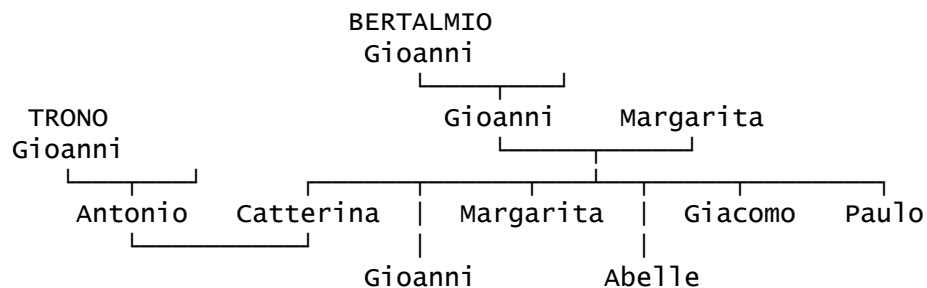 BERTALMIO
Gioanni
TRONO
Gioanni Margarita
Gioanni
Antonio Catterina Margarita Giacomo Paulo
Gioanni Abelle